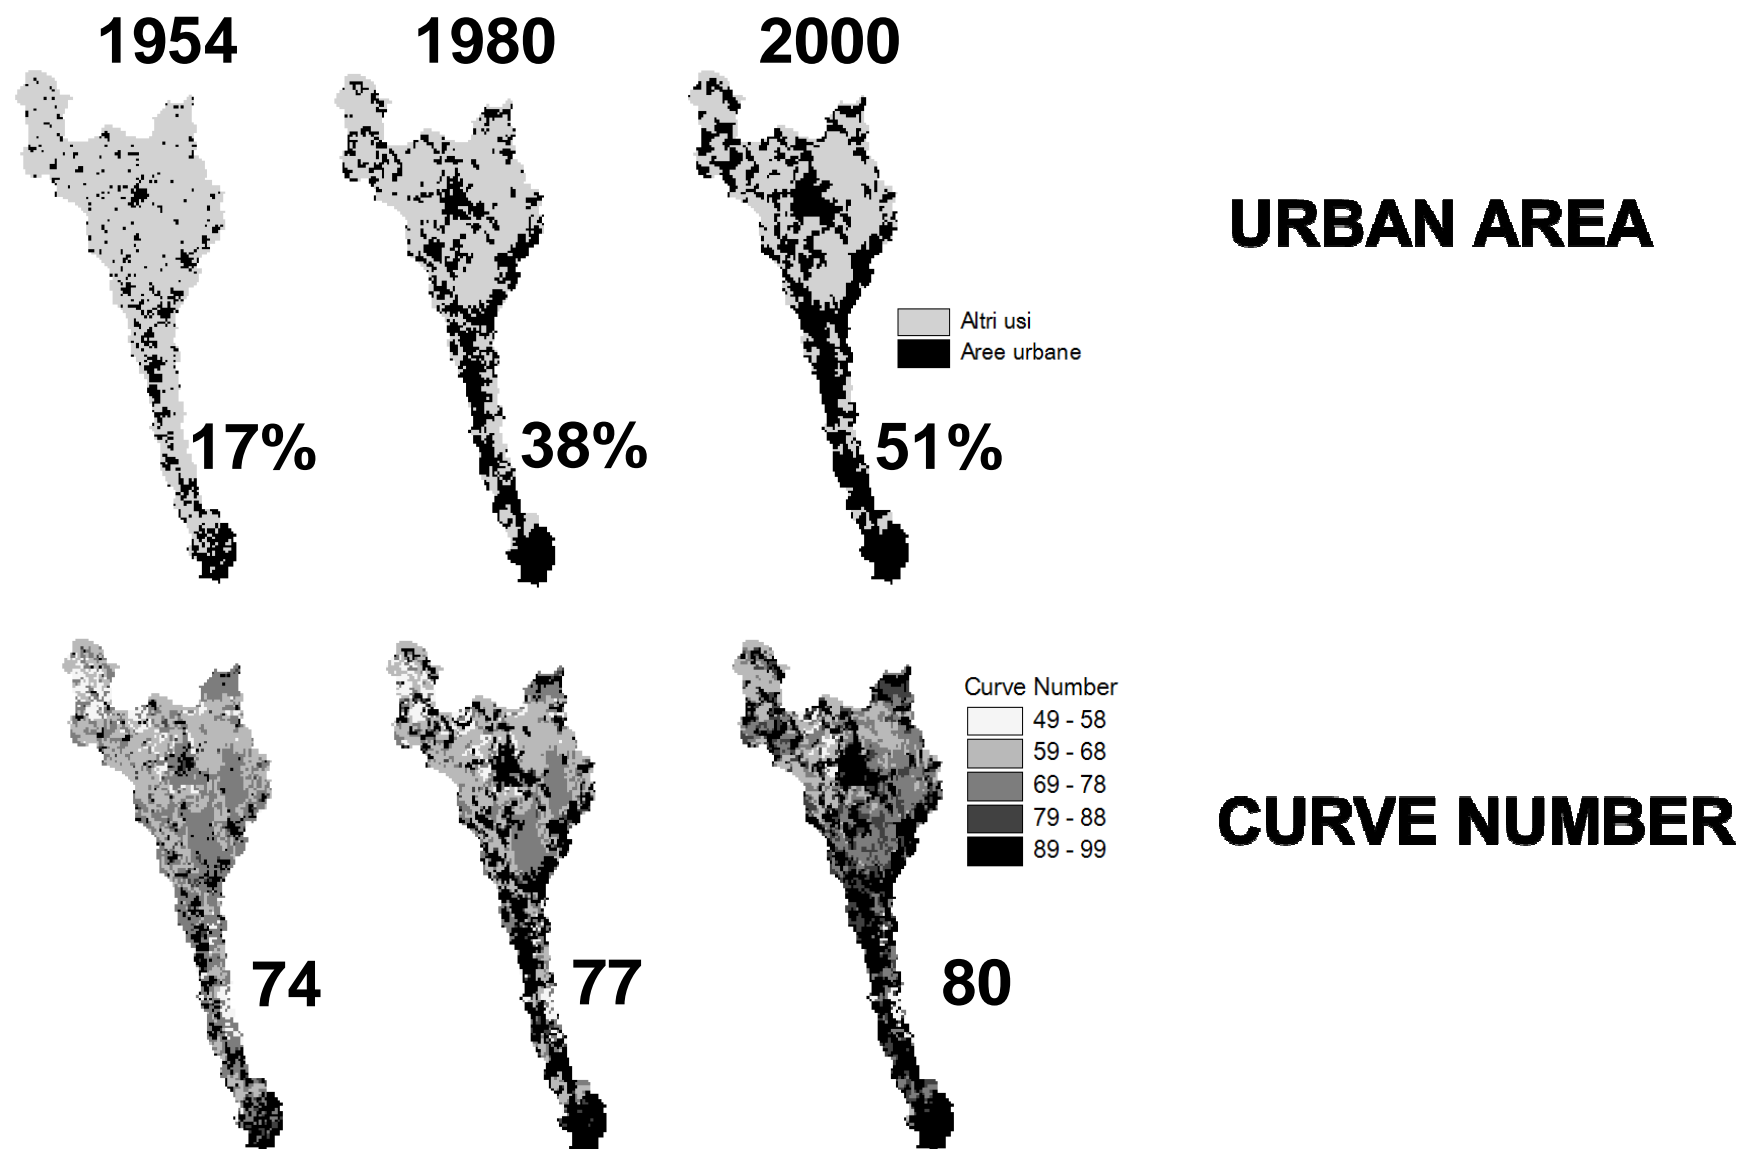 1954
1980
2000
URBAN AREA
Altri usi
Aree urbane
17%
38%
51%
Curve Number
49 - 58
59 - 68
69 - 78
79 - 88
89 - 99
CURVE NUMBER
74
77
80